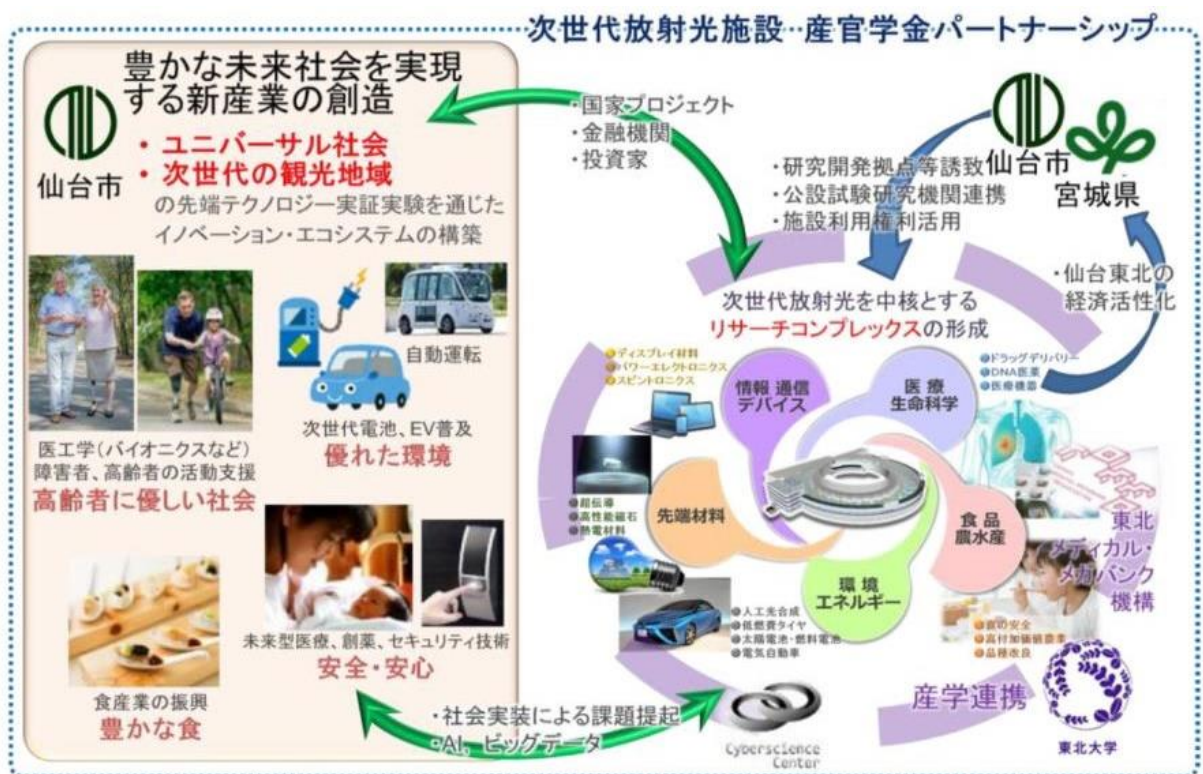 次世代放射光施設 産官学金パートナーシップ
豊かな未来社会を実現
する新産業の創造
仙台市
・ユニバーサル社会
・次世代の観光地域
の先端テクノロジー実証実験を通じた
イノベーション・エコシステムの構築
自動運転
医工学(バイオニクスなど)
障害者、高齢者の活動支援
高齢者に優しい社会
次世代電池、EV普及
優れた環境
食産業の振興
豊かな食
未来型医療、創薬、セキュリティ技術
安全・安心
・国家プロジェクト
・金融機関
・投資家
・研究開発拠点等誘致
・公設試験研究機関連携
・施設利用権利活用
仙台市
宮城県
・仙台東北の
経済活性化
次世代放射光を中核とする
リサーチコンプレックスの形成
ディスプレイ材料
パワーエレクトロニクス
スピントロニクス
情報 通信
デバイス
医療
生命科学
ドラッグデリバリー
DNA医薬
医療機器
超伝導
高性能磁石
熱電材料
先端材料
食品
農水産
環境
エネルギー
東北
メディカル・
メガバンク
機構
人工光合成
低燃費タイヤ
太陽電池・燃料電池
電気自動車
食の安全
高付加価値農業
品種改良
産学連携
東北大学
・社会実装による課題提起
・AI、ビッグデータ
Cyberscience
Center